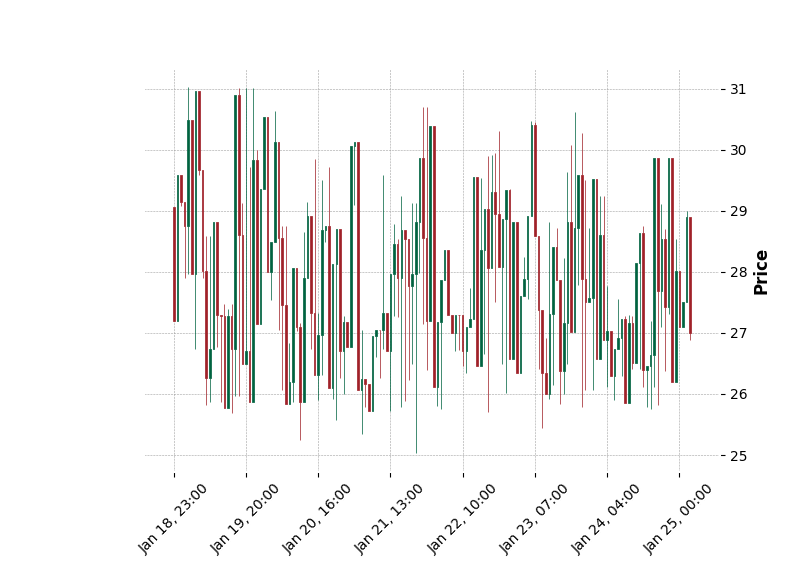 31
30
29
28
27
26
25
Price
Jan 18, 23:00
Jan 19, 20:00
Jan 20, 16:00
Jan 21, 13:00
Jan 22, 10:00
Jan 23, 07:00
Jan 24, 04:00
Jan 25, 00:00